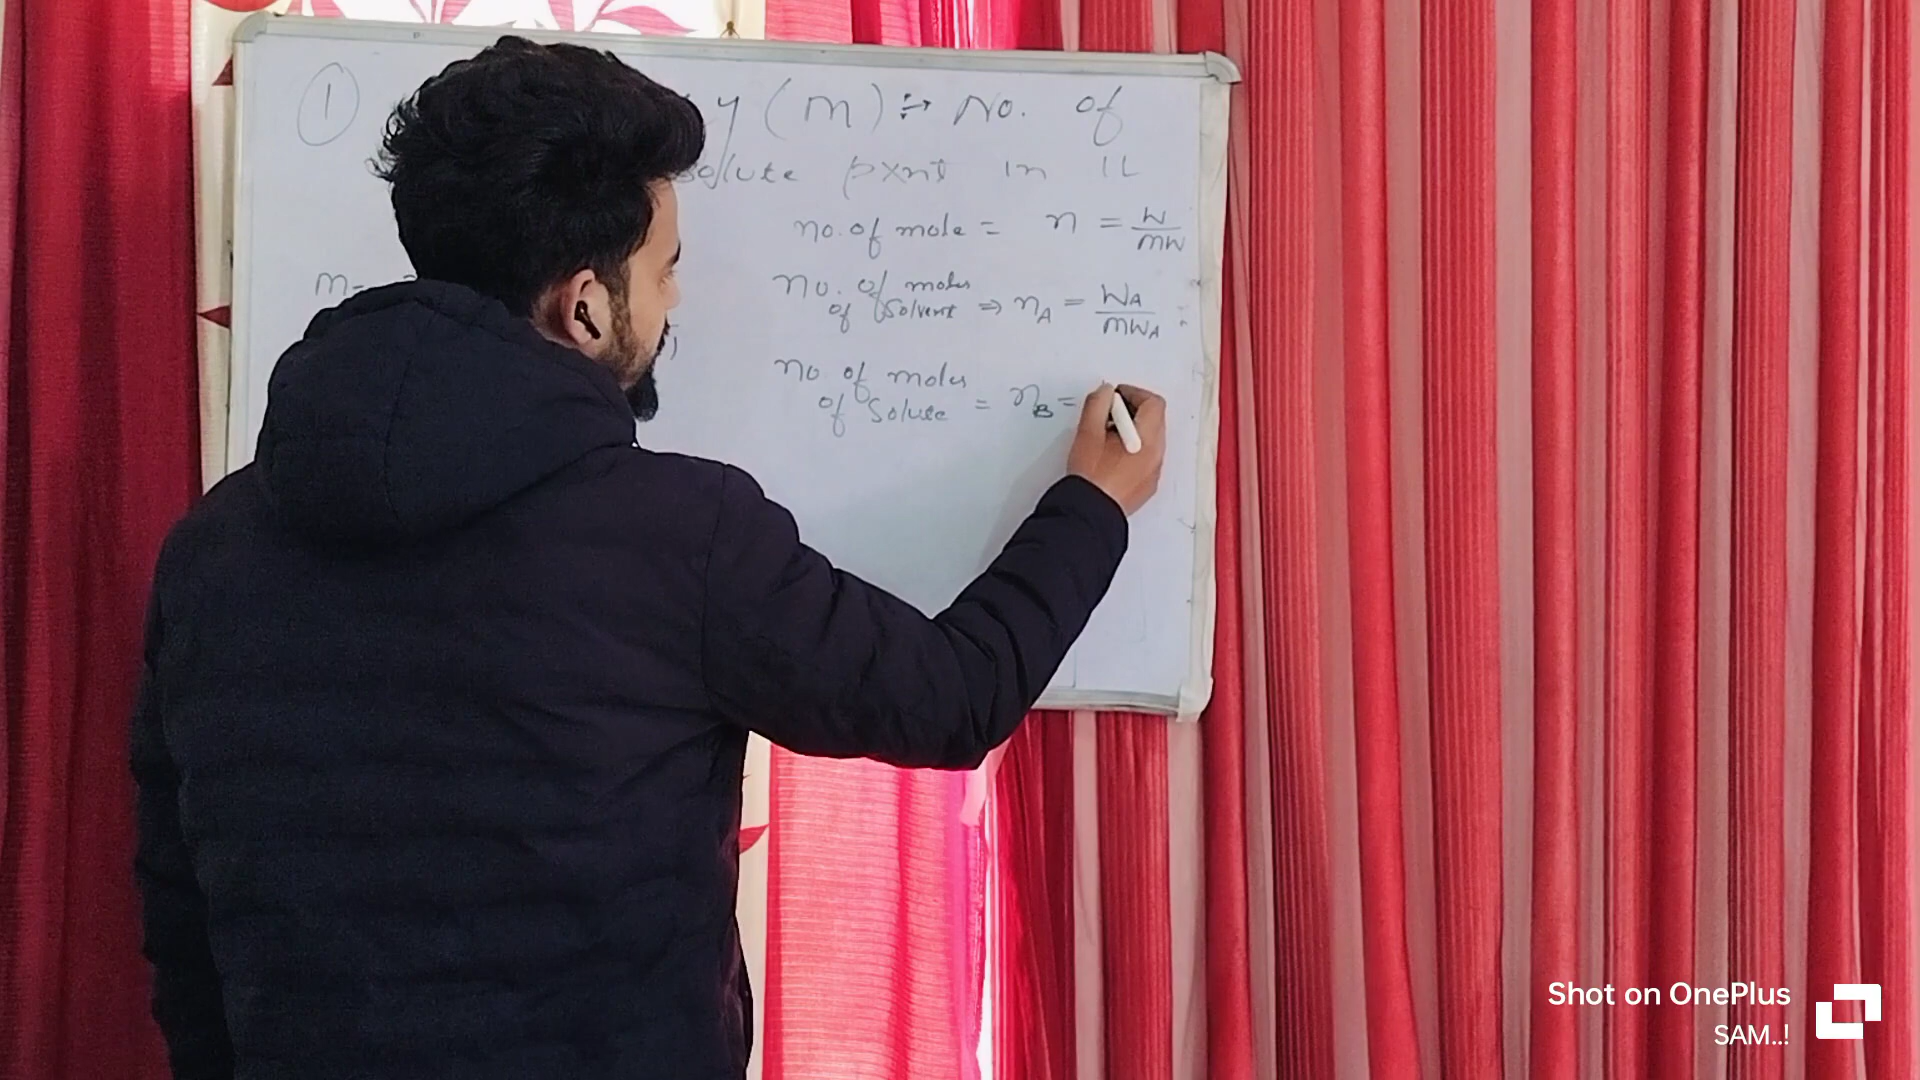 1
y (m) :→ No. of
solute pxnt in 1L
no. of mole = n = W/MW
m=
no. of moles
of Solvent ⇒ nA = WA/MWA
no. of moles
of Solute = nB =
Shot on OnePlus
SAM..!